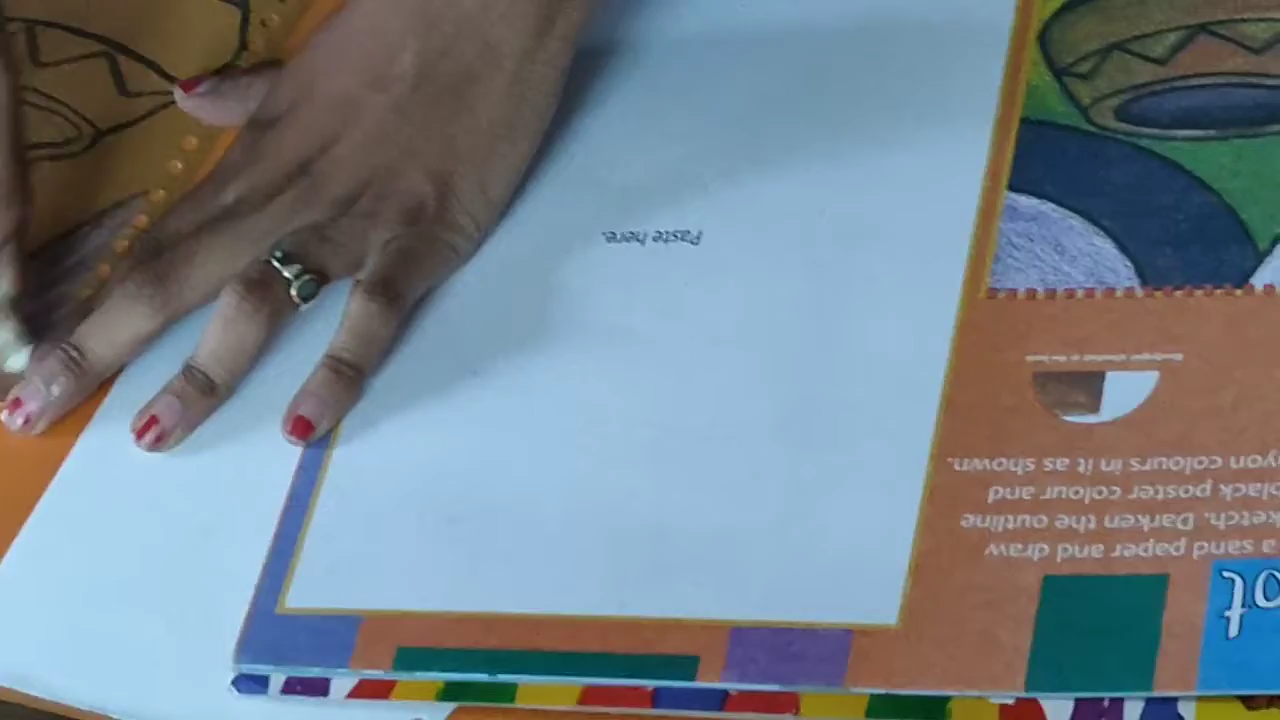 ot
a sand paper and draw
ketch. Darken the outline
black poster colour and
yon colours in it as shown.
Paste here.